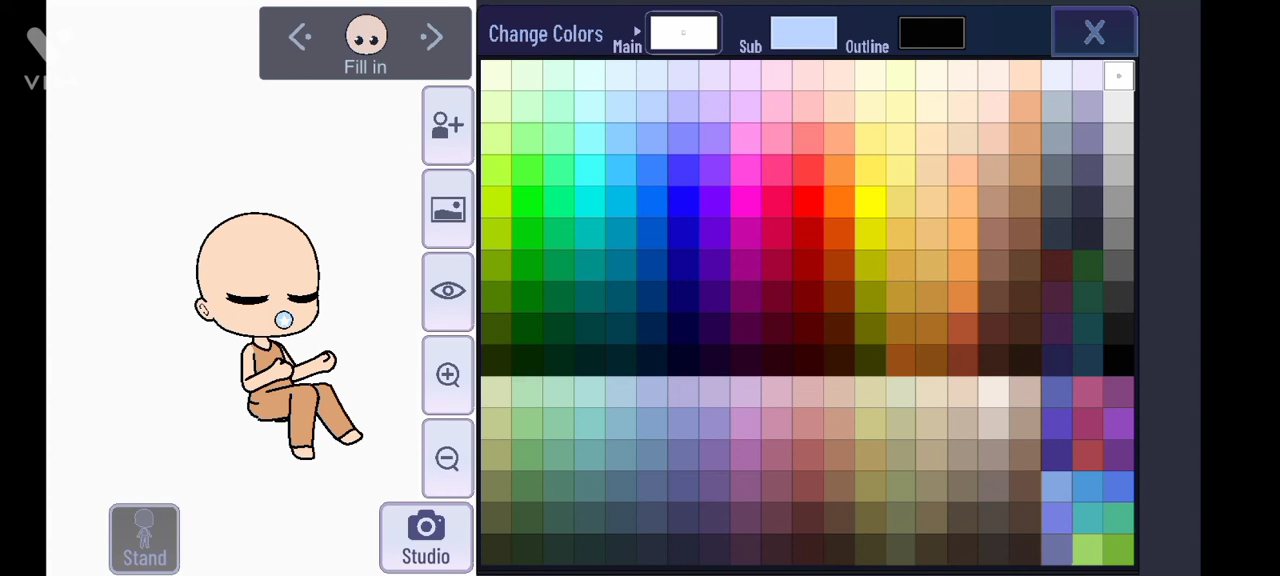 Fill in
Change Colors
Main
Sub
Outline
X
Stand
Studio